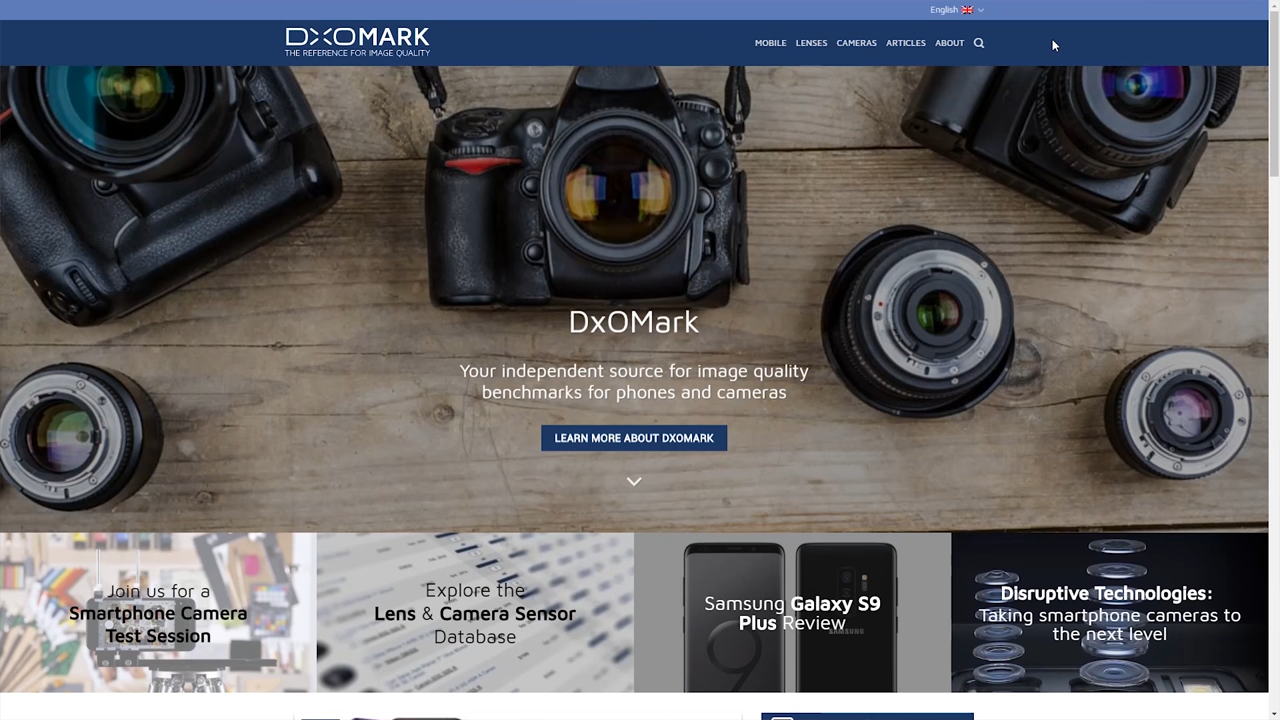 English
DXOMARK
THE REFERENCE FOR IMAGE QUALITY
MOBILE LENSES CAMERAS ARTICLES ABOUT
DxOMark
Your independent source for image quality
benchmarks for phones and cameras
LEARN MORE ABOUT DXOMARK
Join us for a
Smartphone Camera
Test Session
Explore the
Lens & Camera Sensor
Database
Samsung Galaxy S9
Plus Review
SAMSUNG
Disruptive Technologies:
Taking smartphone cameras to
the next level